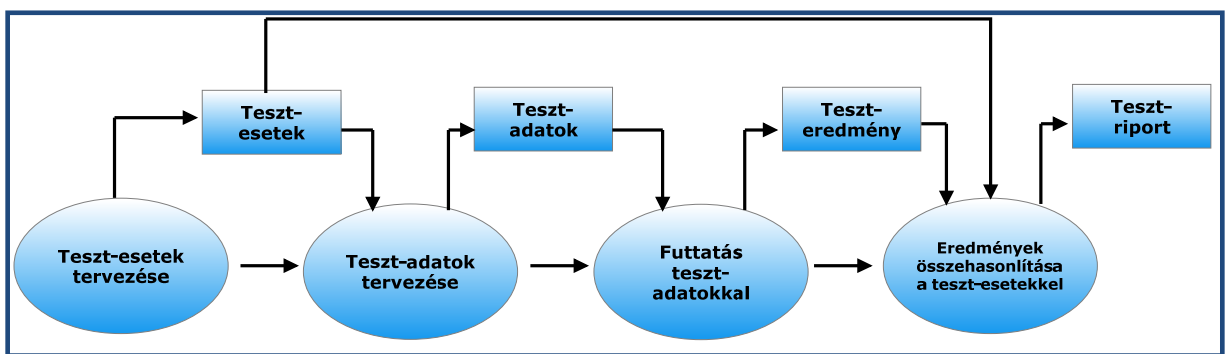 Teszt-
esetek
Teszt-
adatok
Teszt-
eredmény
Teszt-
riport
Teszt-esetek
tervezése
Teszt-adatok
tervezése
Futtatás
teszt-
adatokkal
Eredmények
összehasonlítása
a teszt-esetekkel